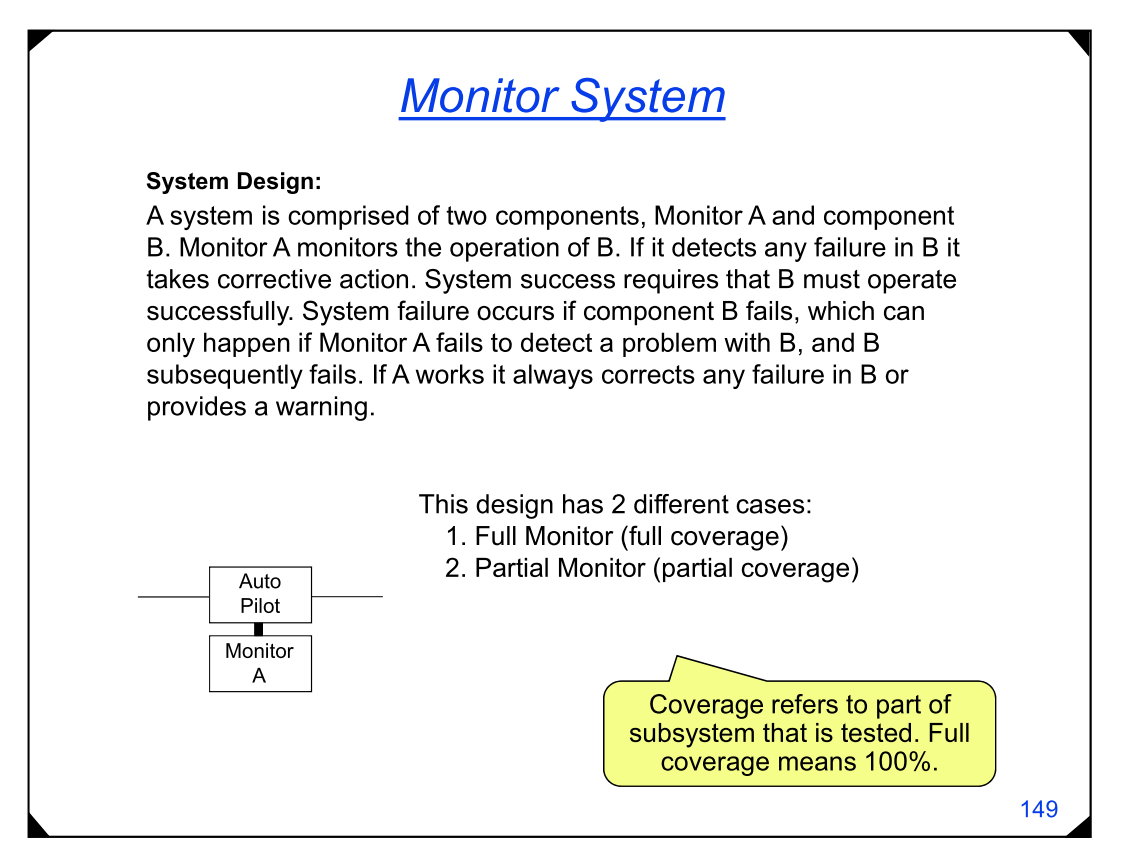 Monitor System
System Design:
A system is comprised of two components, Monitor A and component
B. Monitor A monitors the operation of B. If it detects any failure in B it
takes corrective action. System success requires that B must operate
successfully. System failure occurs if component B fails, which can
only happen if Monitor A fails to detect a problem with B, and B
subsequently fails. If A works it always corrects any failure in B or
provides a warning.
This design has 2 different cases:
1. Full Monitor (full coverage)
2. Partial Monitor (partial coverage)
Auto
Pilot
Monitor
A
Coverage refers to part of
subsystem that is tested. Full
coverage means 100%.
149